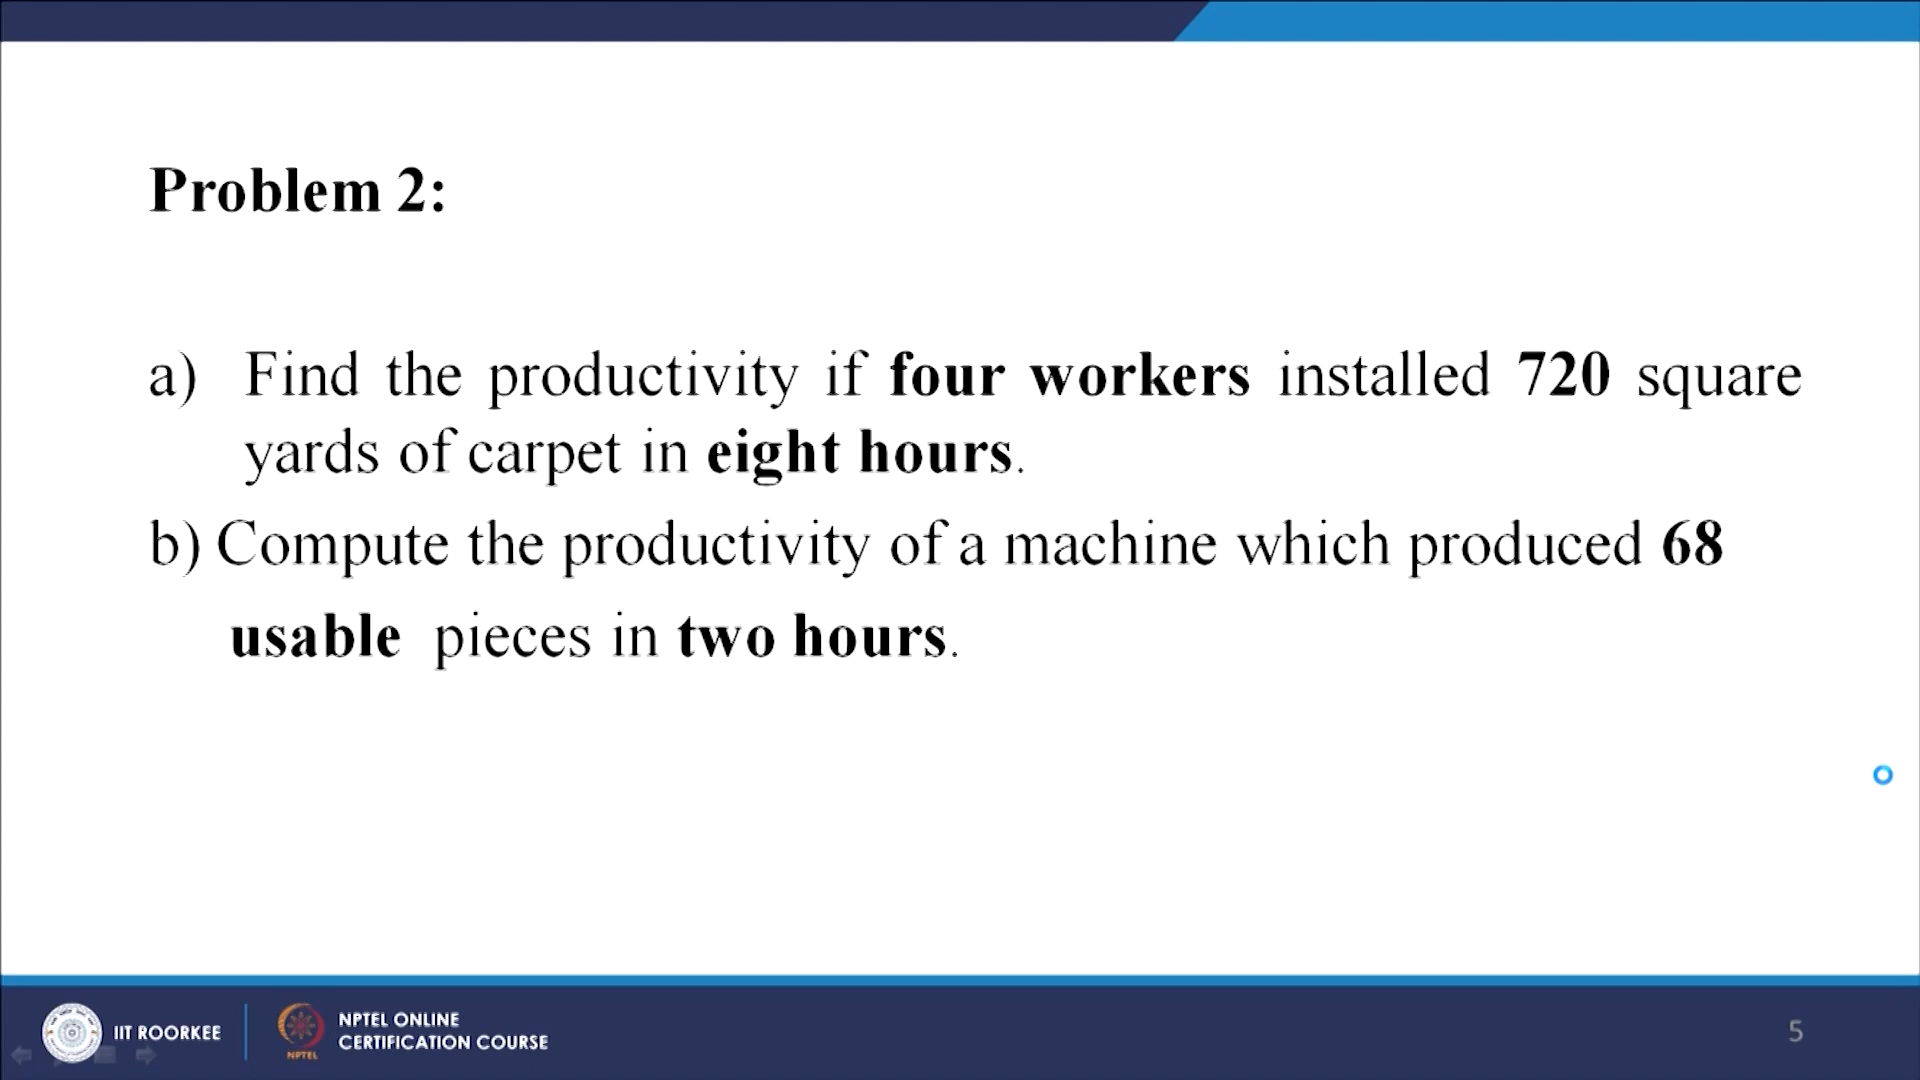 Problem 2:
a) Find the productivity if four workers installed 720 square
yards of carpet in eight hours.
b) Compute the productivity of a machine which produced 68
usable pieces in two hours.
IIT ROORKEE
NPTEL
NPTEL ONLINE
CERTIFICATION COURSE
5